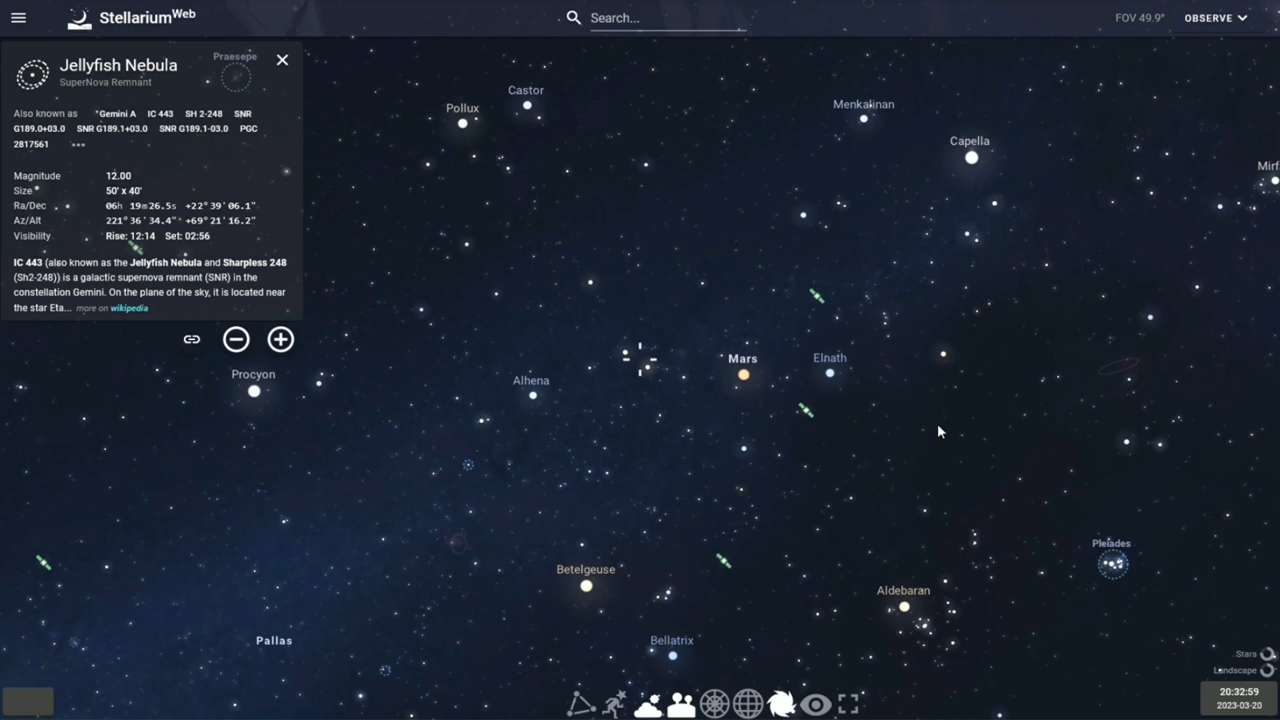 StellariumWeb
Search...
FOV 49.9°
OBSERVE
Jellyfish Nebula
SuperNova Remnant
Praesepe
Also known as Gemini A IC 443 SH 2-248 SNR
G189.0+03.0 SNR G189.1+03.0 SNR G189.1-03.0 PGC
2817561 •••
Magnitude 12.00
Size 50' x 40'
Ra/Dec 06h 19m26.5s +22°39'06.1"
Az/Alt 221°36'34.4" +69°21'16.2"
Visibility Rise: 12:14 Set: 02:56
IC 443 (also known as the Jellyfish Nebula and Sharpless 248
(Sh2-248)) is a galactic supernova remnant (SNR) in the
constellation Gemini. On the plane of the sky, it is located near
the star Eta... more on wikipedia
Castor
Pollux
Menkalinan
Capella
Mirf
Mars
Elnath
Procyon
Alhena
Pleiades
Betelgeuse
Aldebaran
Pallas
Bellatrix
Stars
Landscape
20:32:59
2023-03-20